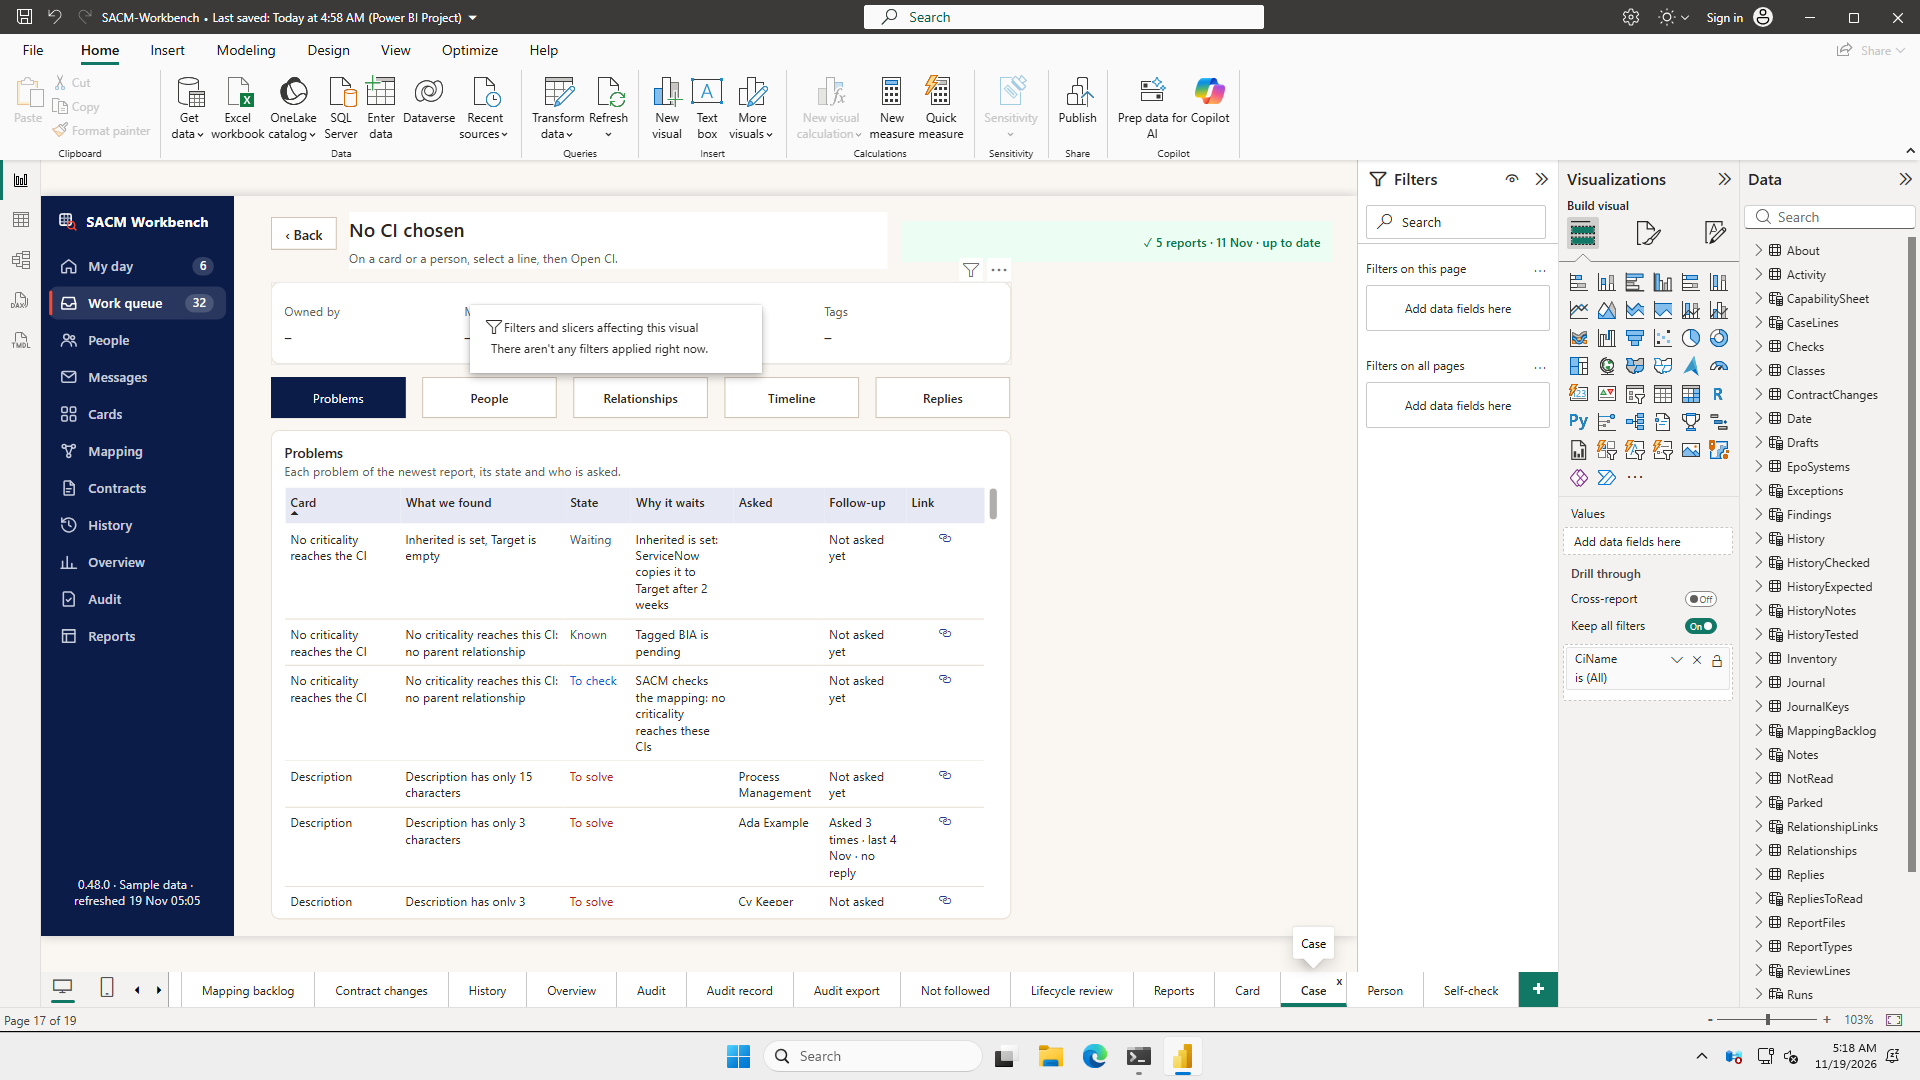 SACM-Workbench • Last saved: Today at 4:58 AM (Power BI Project)
Search
Sign in
File
Home
Insert
Modeling
Design
View
Optimize
Help
Share
Paste
Cut
Copy
Format painter
Clipboard
Get data
Excel workbook
OneLake catalog
SQL Server
Enter data
Dataverse
Recent sources
Data
Transform data
Refresh
Queries
New visual
Text box
More visuals
Insert
New visual calculation
New measure
Quick measure
Calculations
Sensitivity
Sensitivity
Publish
Share
Prep data for AI
Copilot
Copilot
SACM Workbench
My day 6
Work queue 32
People
Messages
Cards
Mapping
Contracts
History
Overview
Audit
Reports
0.48.0 · Sample data ·
refreshed 19 Nov 05:05
‹ Back
No CI chosen
On a card or a person, select a line, then Open CI.
✓ 5 reports · 11 Nov · up to date
Owned by
–
M
–
Tags
–
Filters and slicers affecting this visual
There aren't any filters applied right now.
Problems
People
Relationships
Timeline
Replies
Problems
Each problem of the newest report, its state and who is asked.
Card What we found State Why it waits Asked Follow-up Link
No criticality reaches the CI
Inherited is set, Target is empty
Waiting
Inherited is set: ServiceNow copies it to Target after 2 weeks
Not asked yet
No criticality reaches the CI
No criticality reaches this CI: no parent relationship
Known
Tagged BIA is pending
Not asked yet
No criticality reaches the CI
No criticality reaches this CI: no parent relationship
To check
SACM checks the mapping: no criticality reaches these CIs
Not asked yet
Description
Description has only 15 characters
To solve
Process Management
Not asked yet
Description
Description has only 3 characters
To solve
Ada Example
Asked 3 times · last 4 Nov · no reply
Description
Description has only 3
To solve
Cy Keeper
Not asked
Case
Mapping backlog
Contract changes
History
Overview
Audit
Audit record
Audit export
Not followed
Lifecycle review
Reports
Card
Case
x
Person
Self-check
+
Page 17 of 19
- + 103%
Filters
Search
Filters on this page
...
Add data fields here
Filters on all pages
...
Add data fields here
Visualizations
Build visual
123
R
Py
...
Values
Add data fields here
Drill through
Cross-report Off
Keep all filters On
CiName
is (All)
Data
Search
About
Activity
CapabilitySheet
CaseLines
Checks
Classes
ContractChanges
Date
Drafts
EpoSystems
Exceptions
Findings
History
HistoryChecked
HistoryExpected
HistoryNotes
HistoryTested
Inventory
Journal
JournalKeys
MappingBacklog
Notes
NotRead
Parked
RelationshipLinks
Relationships
Replies
RepliesToRead
ReportFiles
ReportTypes
ReviewLines
Runs
DAX
TMDL
Search
5:18 AM
11/19/2026